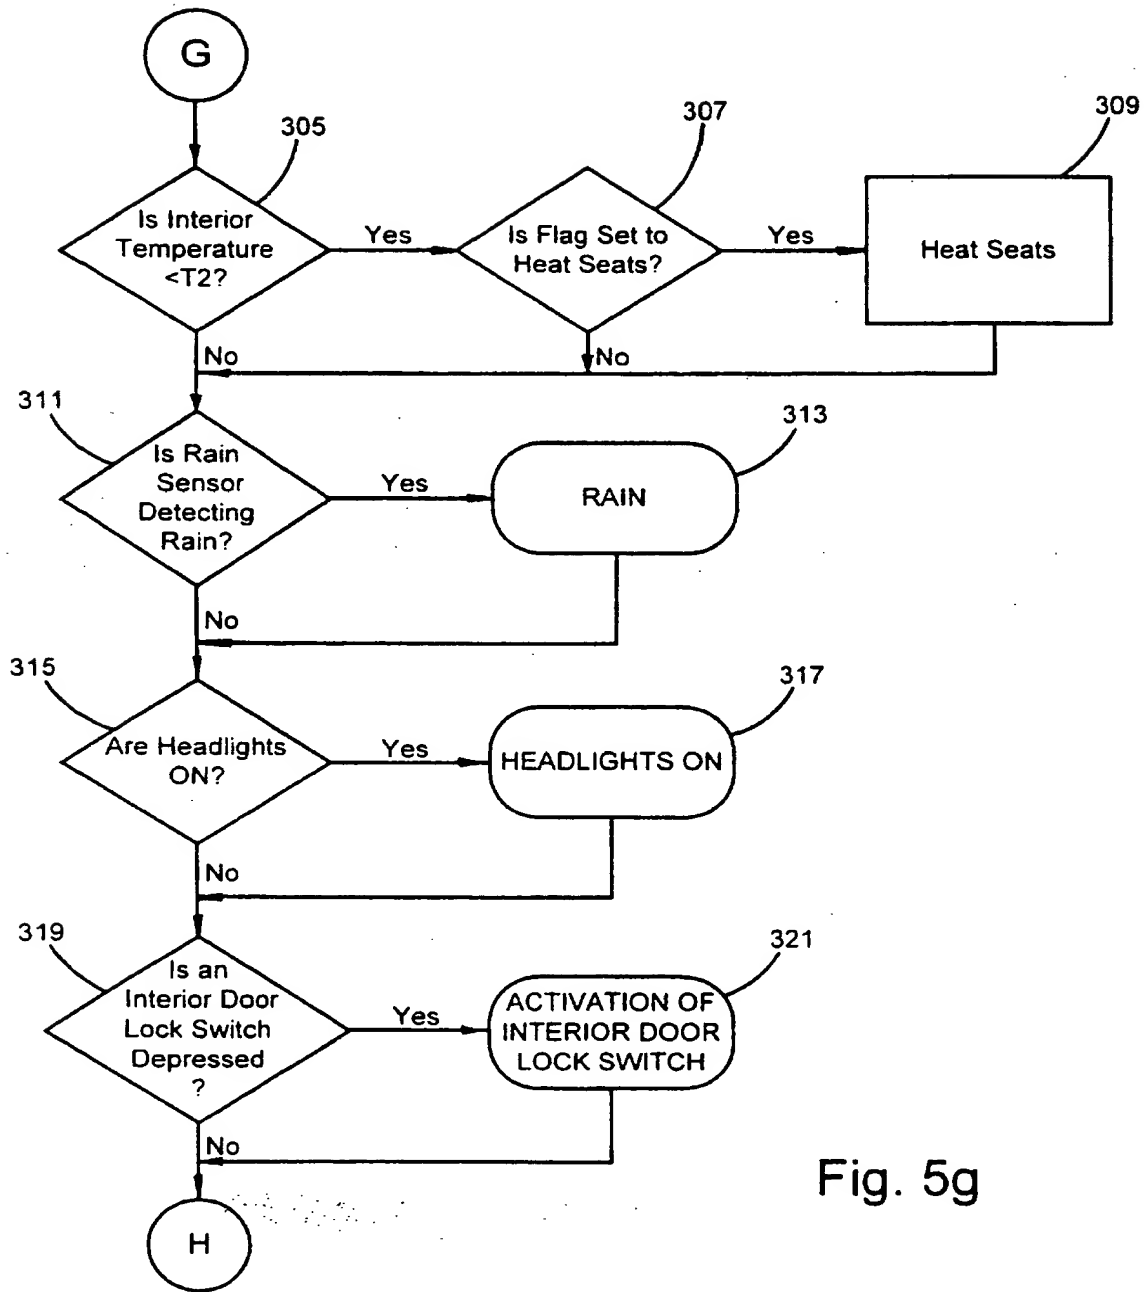 G
305
307
309
Is Interior
Temperature
<T2?
Yes
Is Flag Set to
Heat Seats?
Yes
Heat Seats
No
No
311
Is Rain
Sensor
Detecting
Rain?
Yes
313
RAIN
No
315
Are Headlights
ON?
Yes
317
HEADLIGHTS ON
No
319
Is an
Interior Door
Lock Switch
Depressed
?
Yes
321
ACTIVATION OF
INTERIOR DOOR
LOCK SWITCH
No
H
Fig. 5g